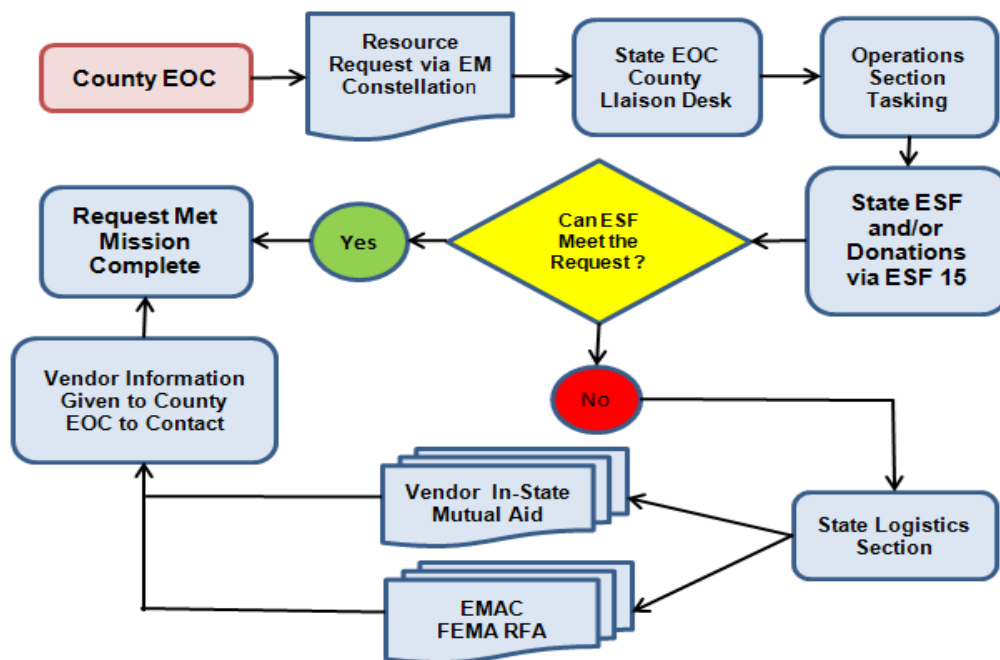 County EOC
Resource
Request via EM
Constellation
State EOC
County
Llaison Desk
Operations
Section
Tasking
State ESF
and/or
Donations
via ESF 15
Can ESF
Meet the
Request ?
Yes
Request Met
Mission
Complete
No
State Logistics
Section
Vendor In-State
Mutual Aid
EMAC
FEMA RFA
Vendor Information
Given to County
EOC to Contact